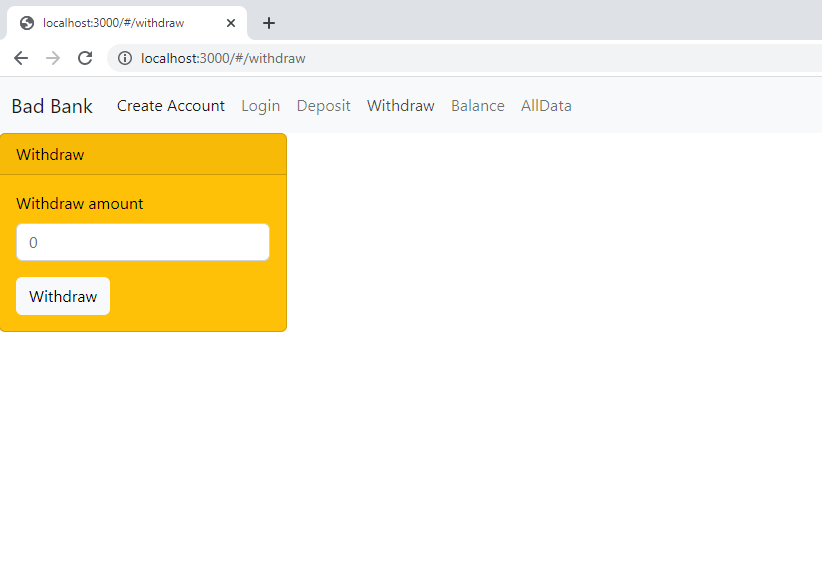 localhost:3000/#/withdraw
localhost:3000/#/withdraw
Bad Bank Create Account Login Deposit Withdraw Balance AllData
Withdraw
Withdraw amount
0
Withdraw